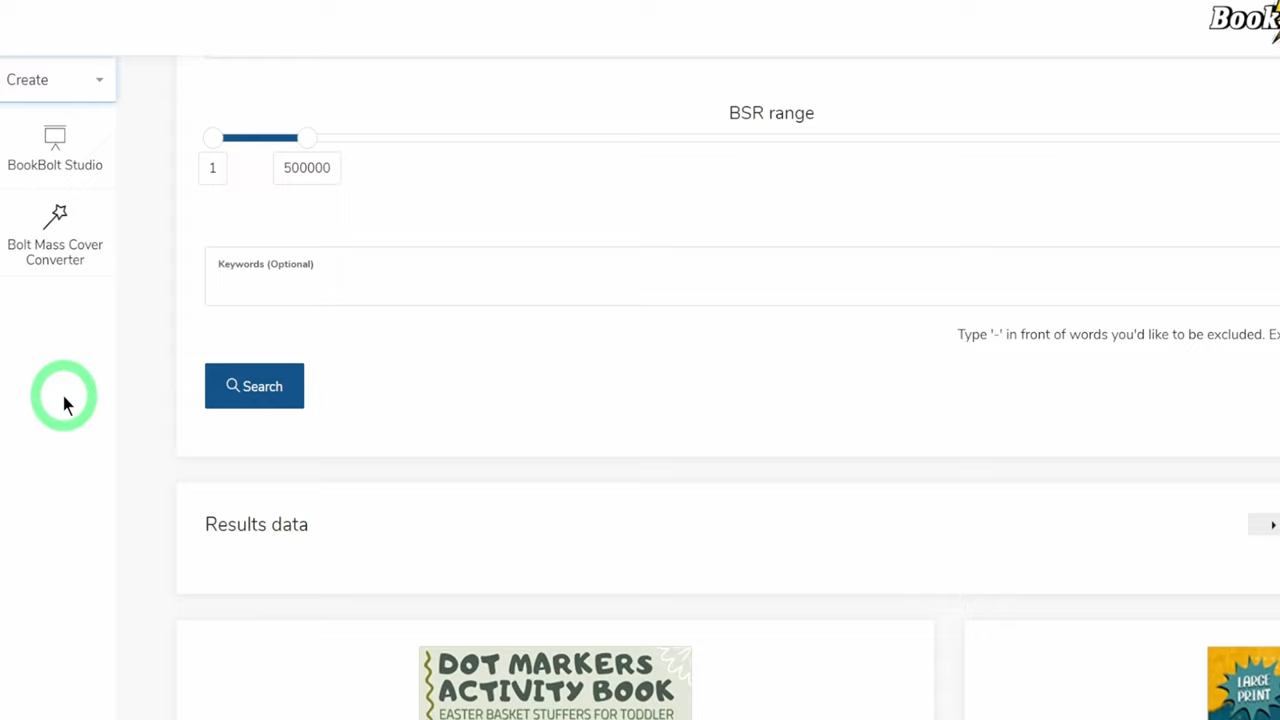 Book
Create
BSR range
BookBolt Studio
1
500000
Bolt Mass Cover
Converter
Keywords (Optional)
Type '-' in front of words you'd like to be excluded. Ex
Search
Results data
DOT MARKERS
ACTIVITY BOOK
EASTER BASKET STUFFERS FOR TODDLER
LARGE
PRINT